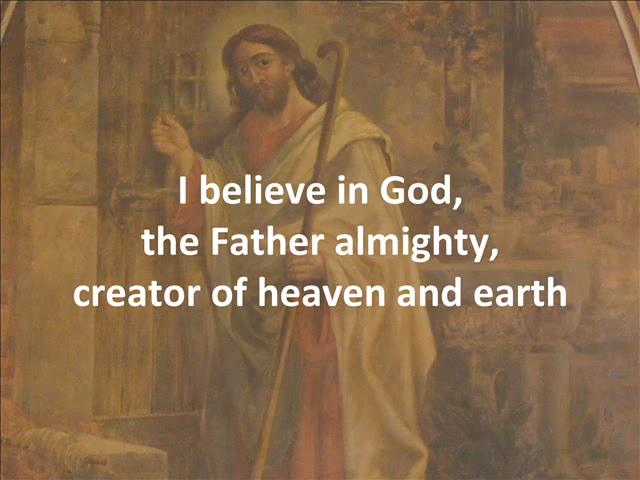 I believe in God,
the Father almighty,
creator of heaven and earth